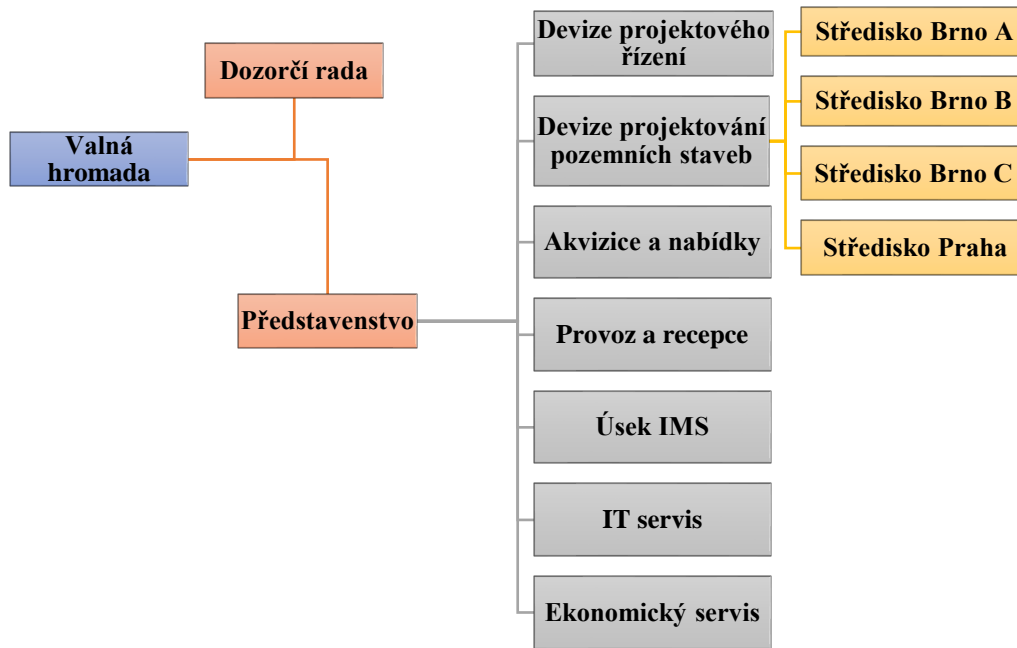 Valná
hromada
Dozorčí rada
Představenstvo
Devize projektového
řízení
Devize projektování
pozemních staveb
Akvizice a nabídky
Provoz a recepce
Úsek IMS
IT servis
Ekonomický servis
Středisko Brno A
Středisko Brno B
Středisko Brno C
Středisko Praha